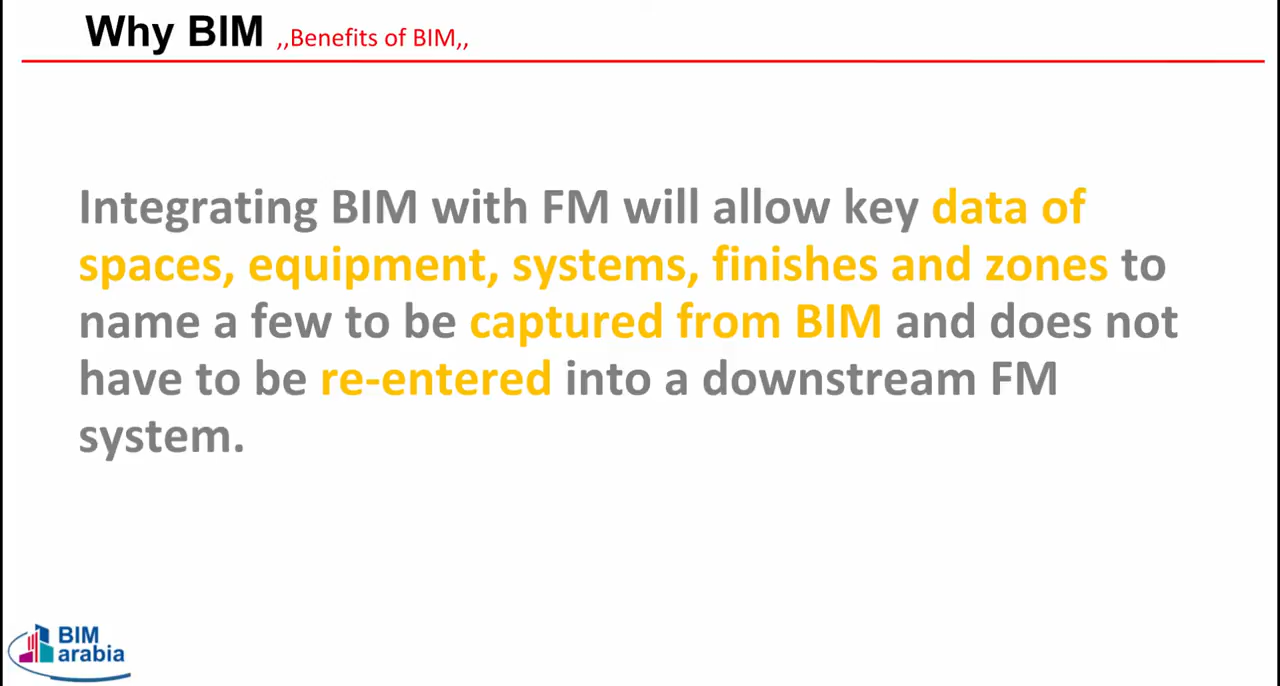 Why BIM ,,Benefits of BIM,,
Integrating BIM with FM will allow key data of
spaces, equipment, systems, finishes and zones to
name a few to be captured from BIM and does not
have to be re-entered into a downstream FM
system.
BIM
arabia